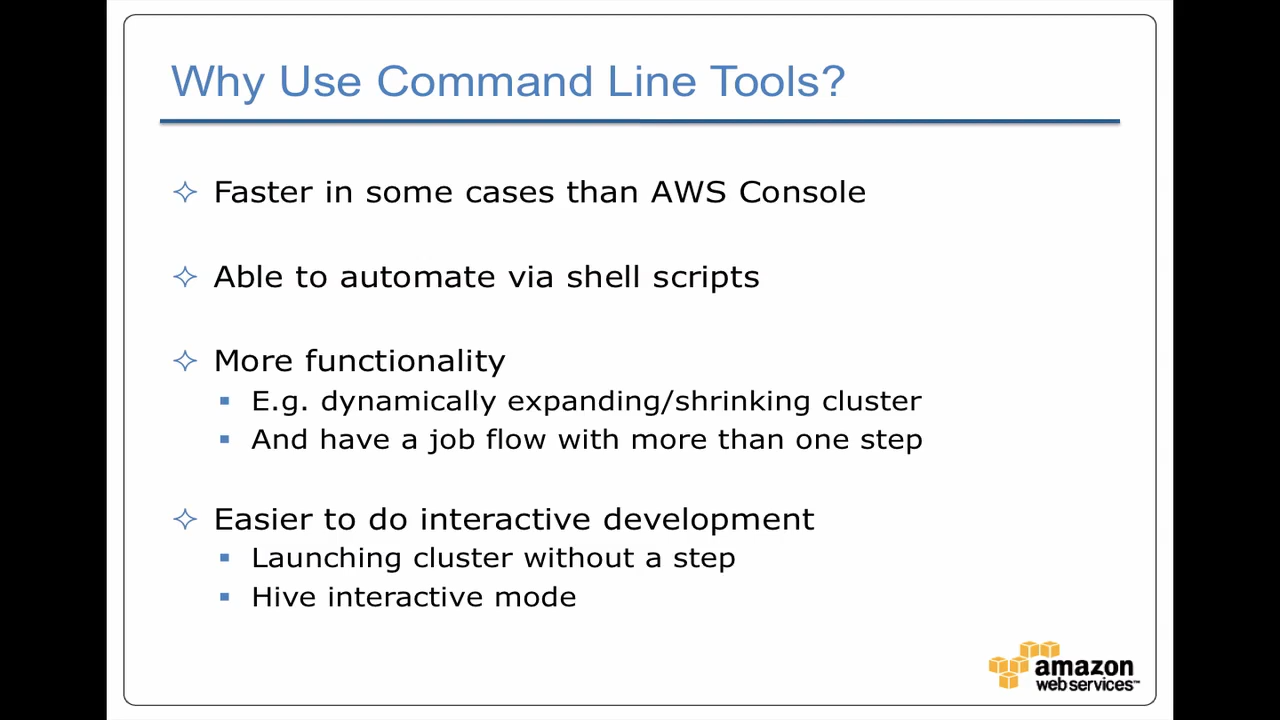 Why Use Command Line Tools?
Faster in some cases than AWS Console
Able to automate via shell scripts
More functionality
E.g. dynamically expanding/shrinking cluster
And have a job flow with more than one step
Easier to do interactive development
Launching cluster without a step
Hive interactive mode
amazon
web services™